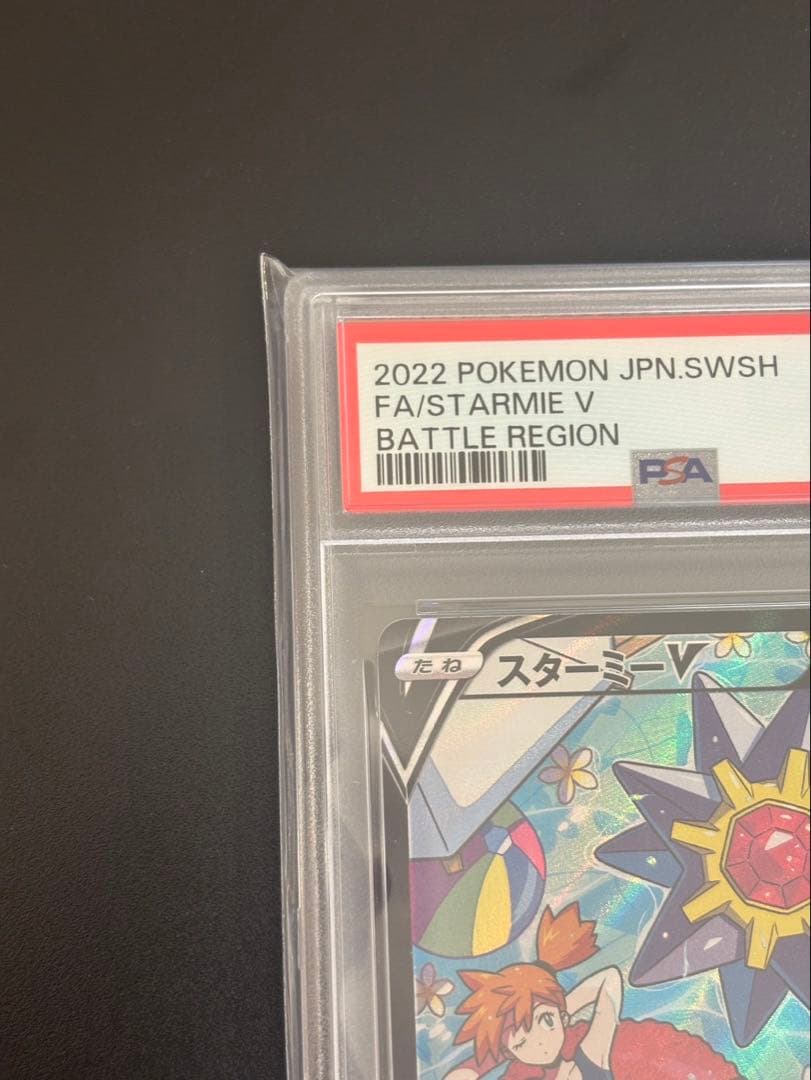 2022 POKEMON JPN.SWSH
FA/STARMIE V
BATTLE REGION
PSA
たね スターミーV